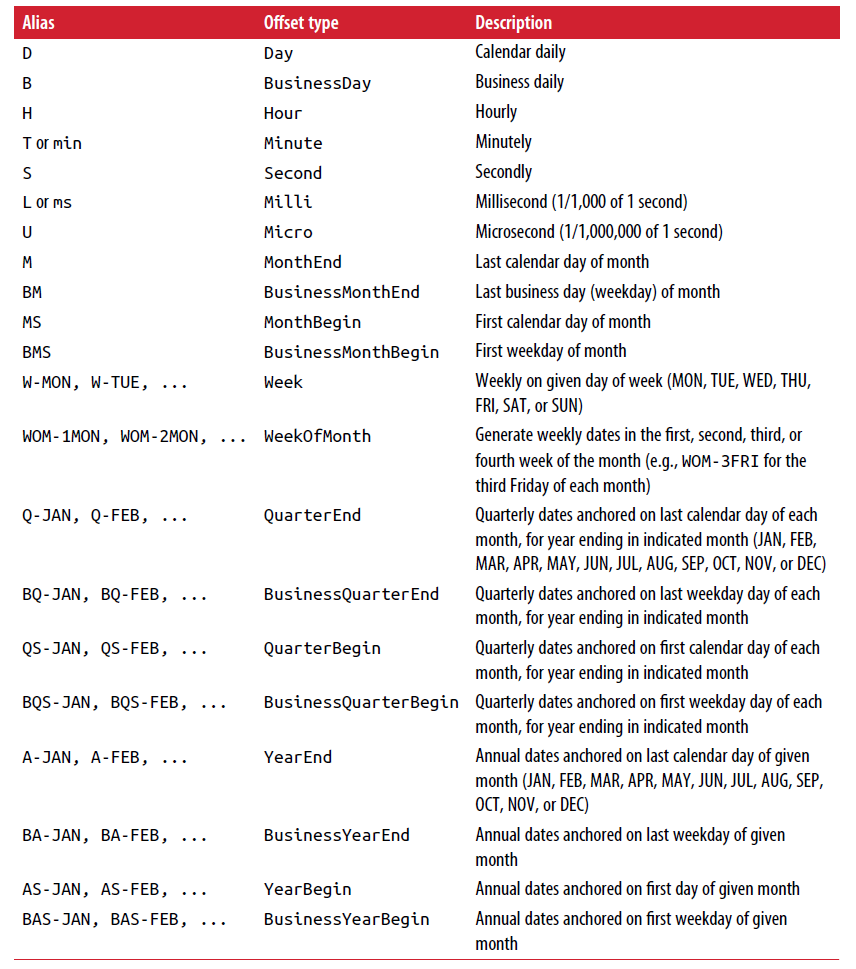 Alias Offset type Description
D Day Calendar daily
B BusinessDay Business daily
H Hour Hourly
T or min Minute Minutely
S Second Secondly
L or ms Milli Millisecond (1/1,000 of 1 second)
U Micro Microsecond (1/1,000,000 of 1 second)
M MonthEnd Last calendar day of month
BM BusinessMonthEnd Last business day (weekday) of month
MS MonthBegin First calendar day of month
BMS BusinessMonthBegin First weekday of month
W-MON, W-TUE, ... Week Weekly on given day of week (MON, TUE, WED, THU,
FRI, SAT, or SUN)
WOM-1MON, WOM-2MON, ... WeekOfMonth Generate weekly dates in the first, second, third, or
fourth week of the month (e.g., WOM-3FRI for the
third Friday of each month)
Q-JAN, Q-FEB, ... QuarterEnd Quarterly dates anchored on last calendar day of each
month, for year ending in indicated month (JAN, FEB,
MAR, APR, MAY, JUN, JUL, AUG, SEP, OCT, NOV, or DEC)
BQ-JAN, BQ-FEB, ... BusinessQuarterEnd Quarterly dates anchored on last weekday day of each
month, for year ending in indicated month
QS-JAN, QS-FEB, ... QuarterBegin Quarterly dates anchored on first calendar day of each
month, for year ending in indicated month
BQS-JAN, BQS-FEB, ... BusinessQuarterBegin Quarterly dates anchored on first weekday day of each
month, for year ending in indicated month
A-JAN, A-FEB, ... YearEnd Annual dates anchored on last calendar day of given
month (JAN, FEB, MAR, APR, MAY, JUN, JUL, AUG, SEP,
OCT, NOV, or DEC)
BA-JAN, BA-FEB, ... BusinessYearEnd Annual dates anchored on last weekday of given
month
AS-JAN, AS-FEB, ... YearBegin Annual dates anchored on first day of given month
BAS-JAN, BAS-FEB, ... BusinessYearBegin Annual dates anchored on first weekday of given
month